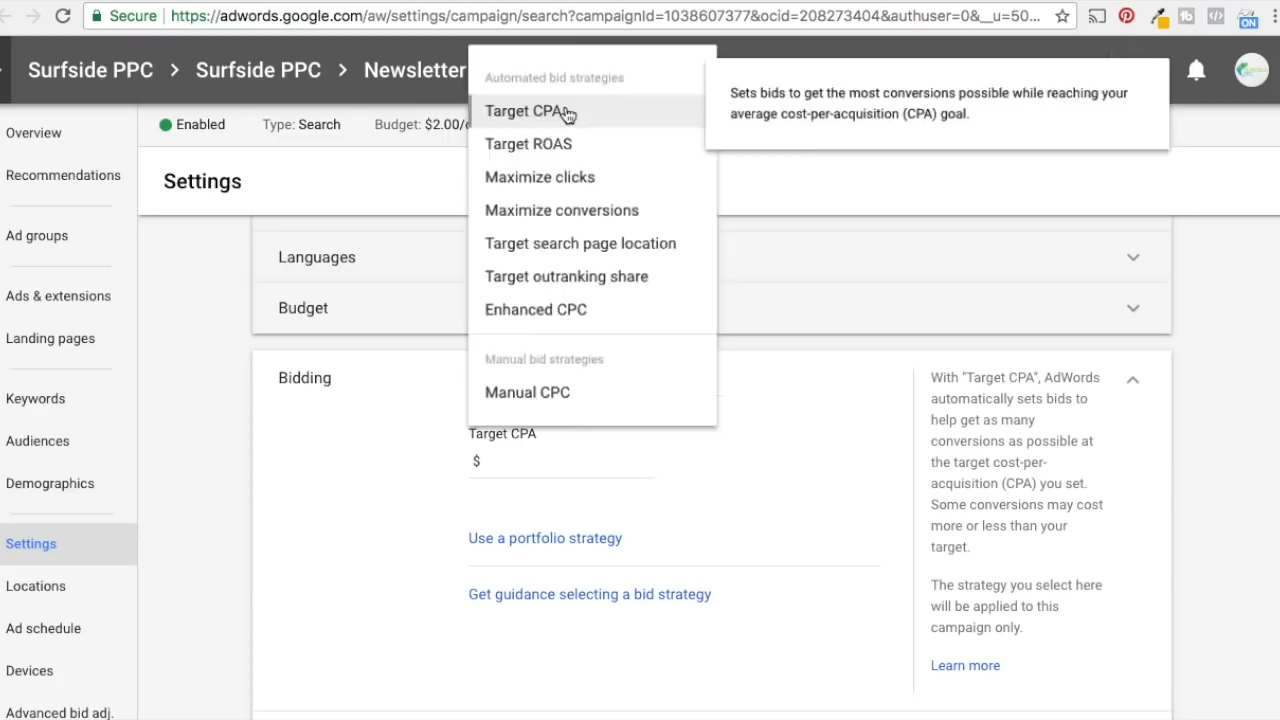 Secure https://adwords.google.com/aw/settings/campaign/search?campaignId=1038607377&ocid=208273404&authuser=0&__u=50...
ON
Surfside PPC > Surfside PPC > Newsletter
Enabled Type: Search Budget: $2.00/
Settings
Overview
Recommendations
Ad groups
Ads & extensions
Landing pages
Keywords
Audiences
Demographics
Settings
Locations
Ad schedule
Devices
Advanced bid adj.
Automated bid strategies
Target CPA
Target ROAS
Maximize clicks
Maximize conversions
Target search page location
Target outranking share
Enhanced CPC
Manual bid strategies
Manual CPC
Sets bids to get the most conversions possible while reaching your
average cost-per-acquisition (CPA) goal.
Languages
Budget
Bidding
Target CPA
$
Use a portfolio strategy
Get guidance selecting a bid strategy
With "Target CPA", AdWords
automatically sets bids to
help get as many
conversions as possible at
the target cost-per-
acquisition (CPA) you set.
Some conversions may cost
more or less than your
target.
The strategy you select here
will be applied to this
campaign only.
Learn more